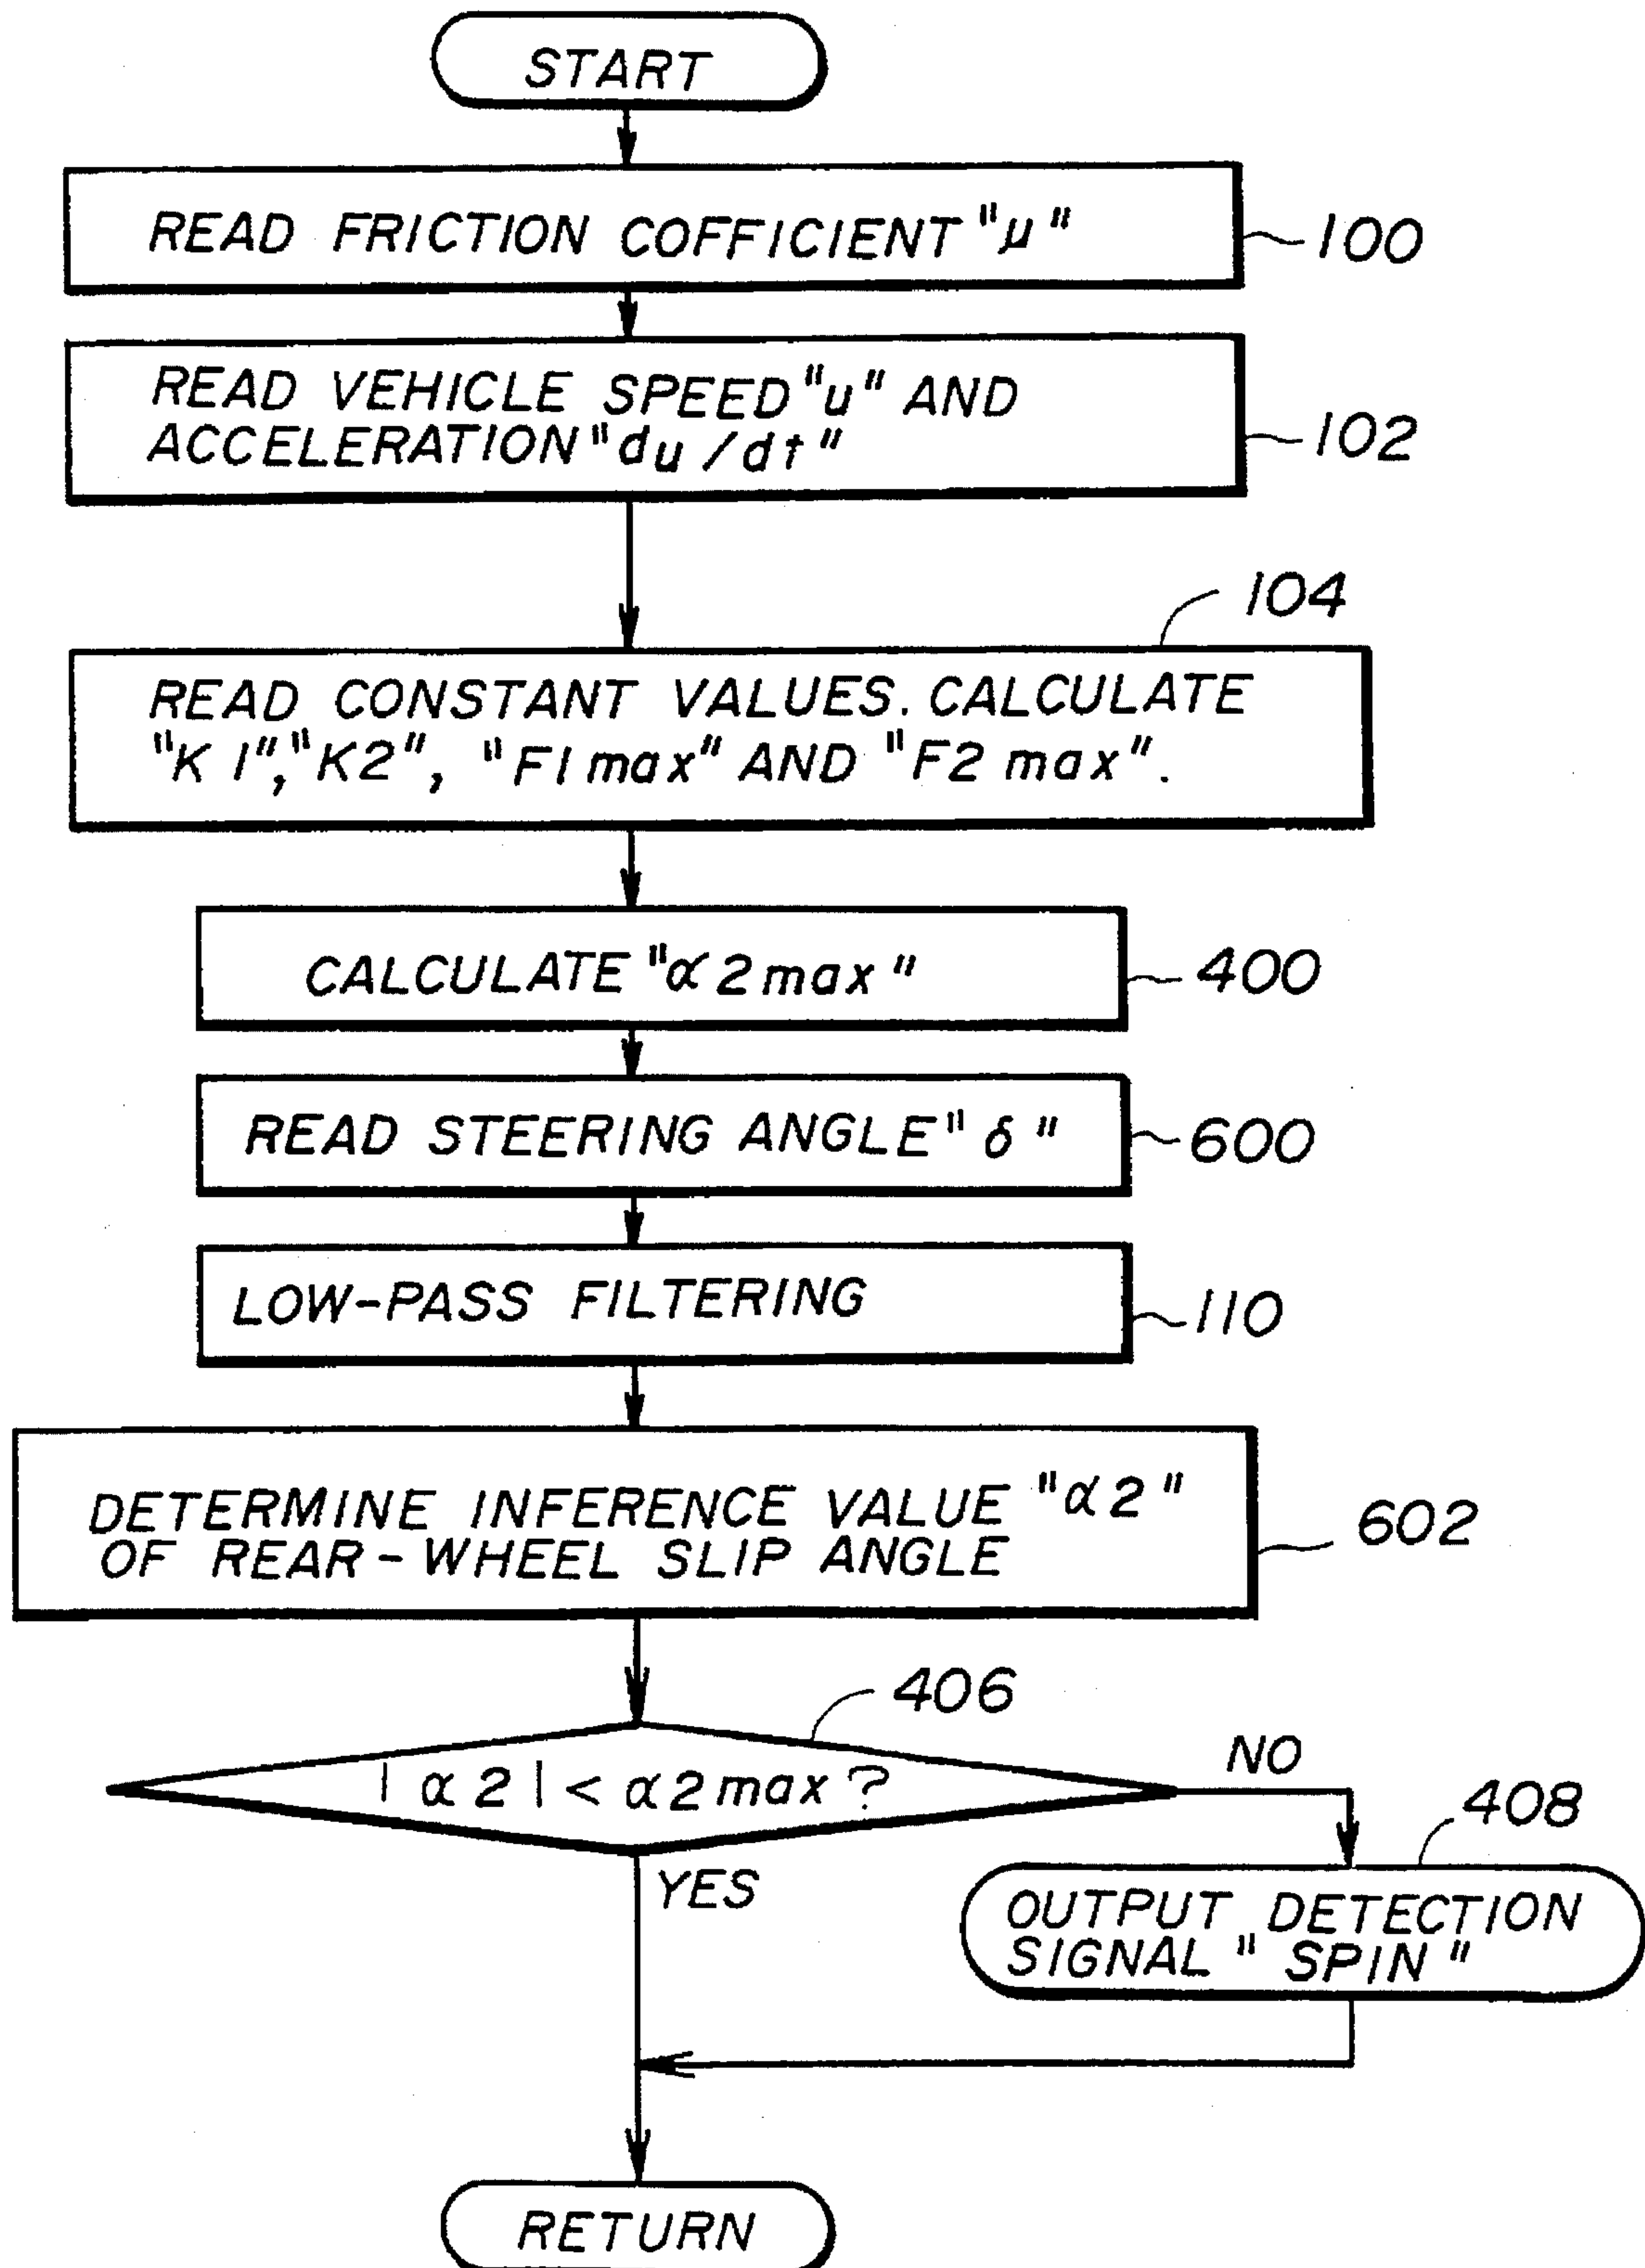 START
READ FRICTION COFFICIENT "μ"
100
READ VEHICLE SPEED "u" AND
ACCELERATION "du/dt"
102
104
READ CONSTANT VALUES. CALCULATE
"K1", "K2", "F1max" AND "F2max".
CALCULATE "α2max"
400
READ STEERING ANGLE "δ"
600
LOW-PASS FILTERING
110
DETERMINE INFERENCE VALUE "α2"
OF REAR-WHEEL SLIP ANGLE
602
406
|α2| < α2max?
NO
408
YES
OUTPUT DETECTION
SIGNAL "SPIN"
RETURN